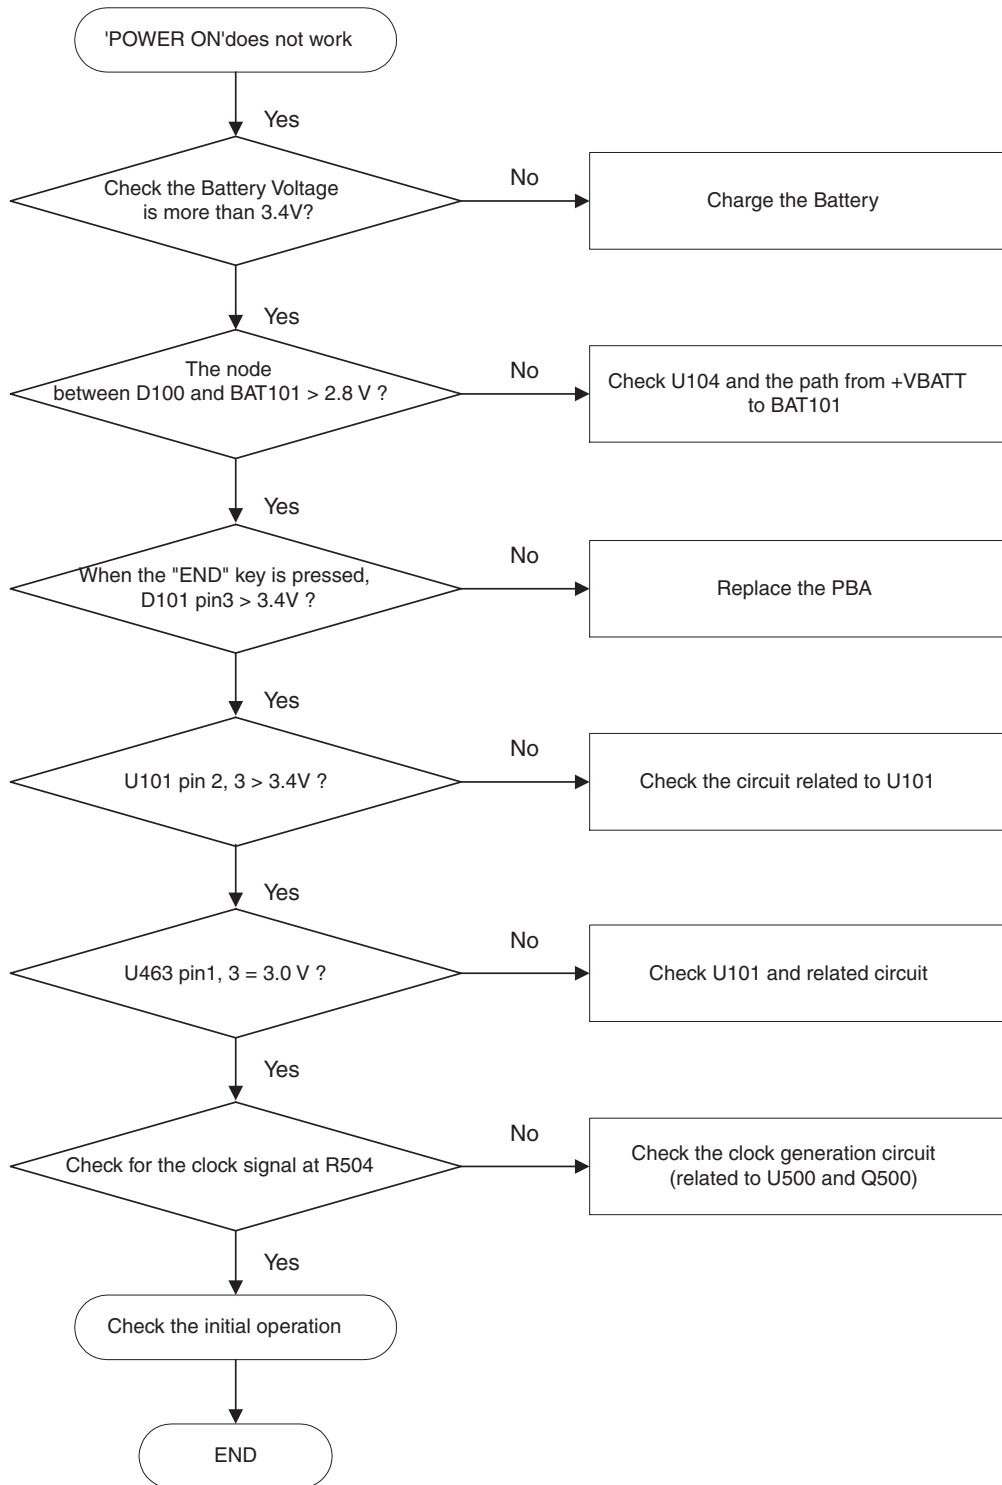 'POWER ON'does not work
Yes
Check the Battery Voltage
is more than 3.4V?
No
Charge the Battery
Yes
The node
between D100 and BAT101 > 2.8 V ?
No
Check U104 and the path from +VBATT
to BAT101
Yes
When the "END" key is pressed,
D101 pin3 > 3.4V ?
No
Replace the PBA
Yes
U101 pin 2, 3 > 3.4V ?
No
Check the circuit related to U101
Yes
U463 pin1, 3 = 3.0 V ?
No
Check U101 and related circuit
Yes
Check for the clock signal at R504
No
Check the clock generation circuit
(related to U500 and Q500)
Yes
Check the initial operation
END